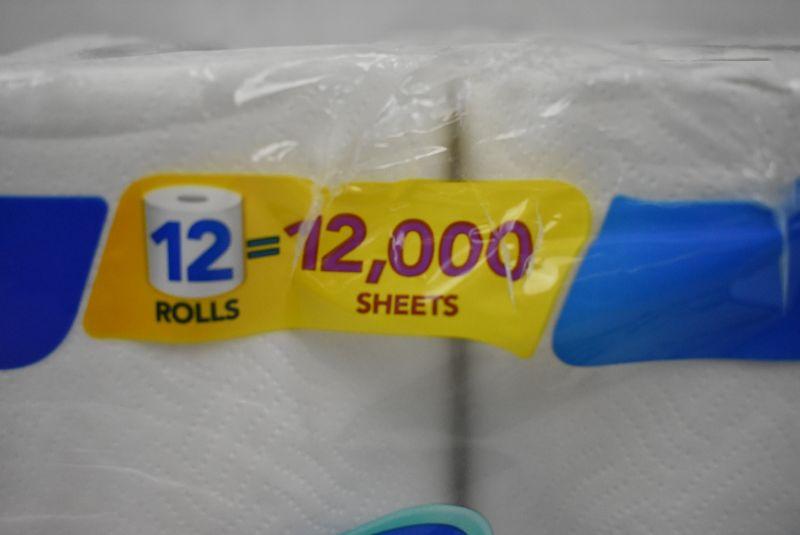 12 = 12,000
ROLLS SHEETS